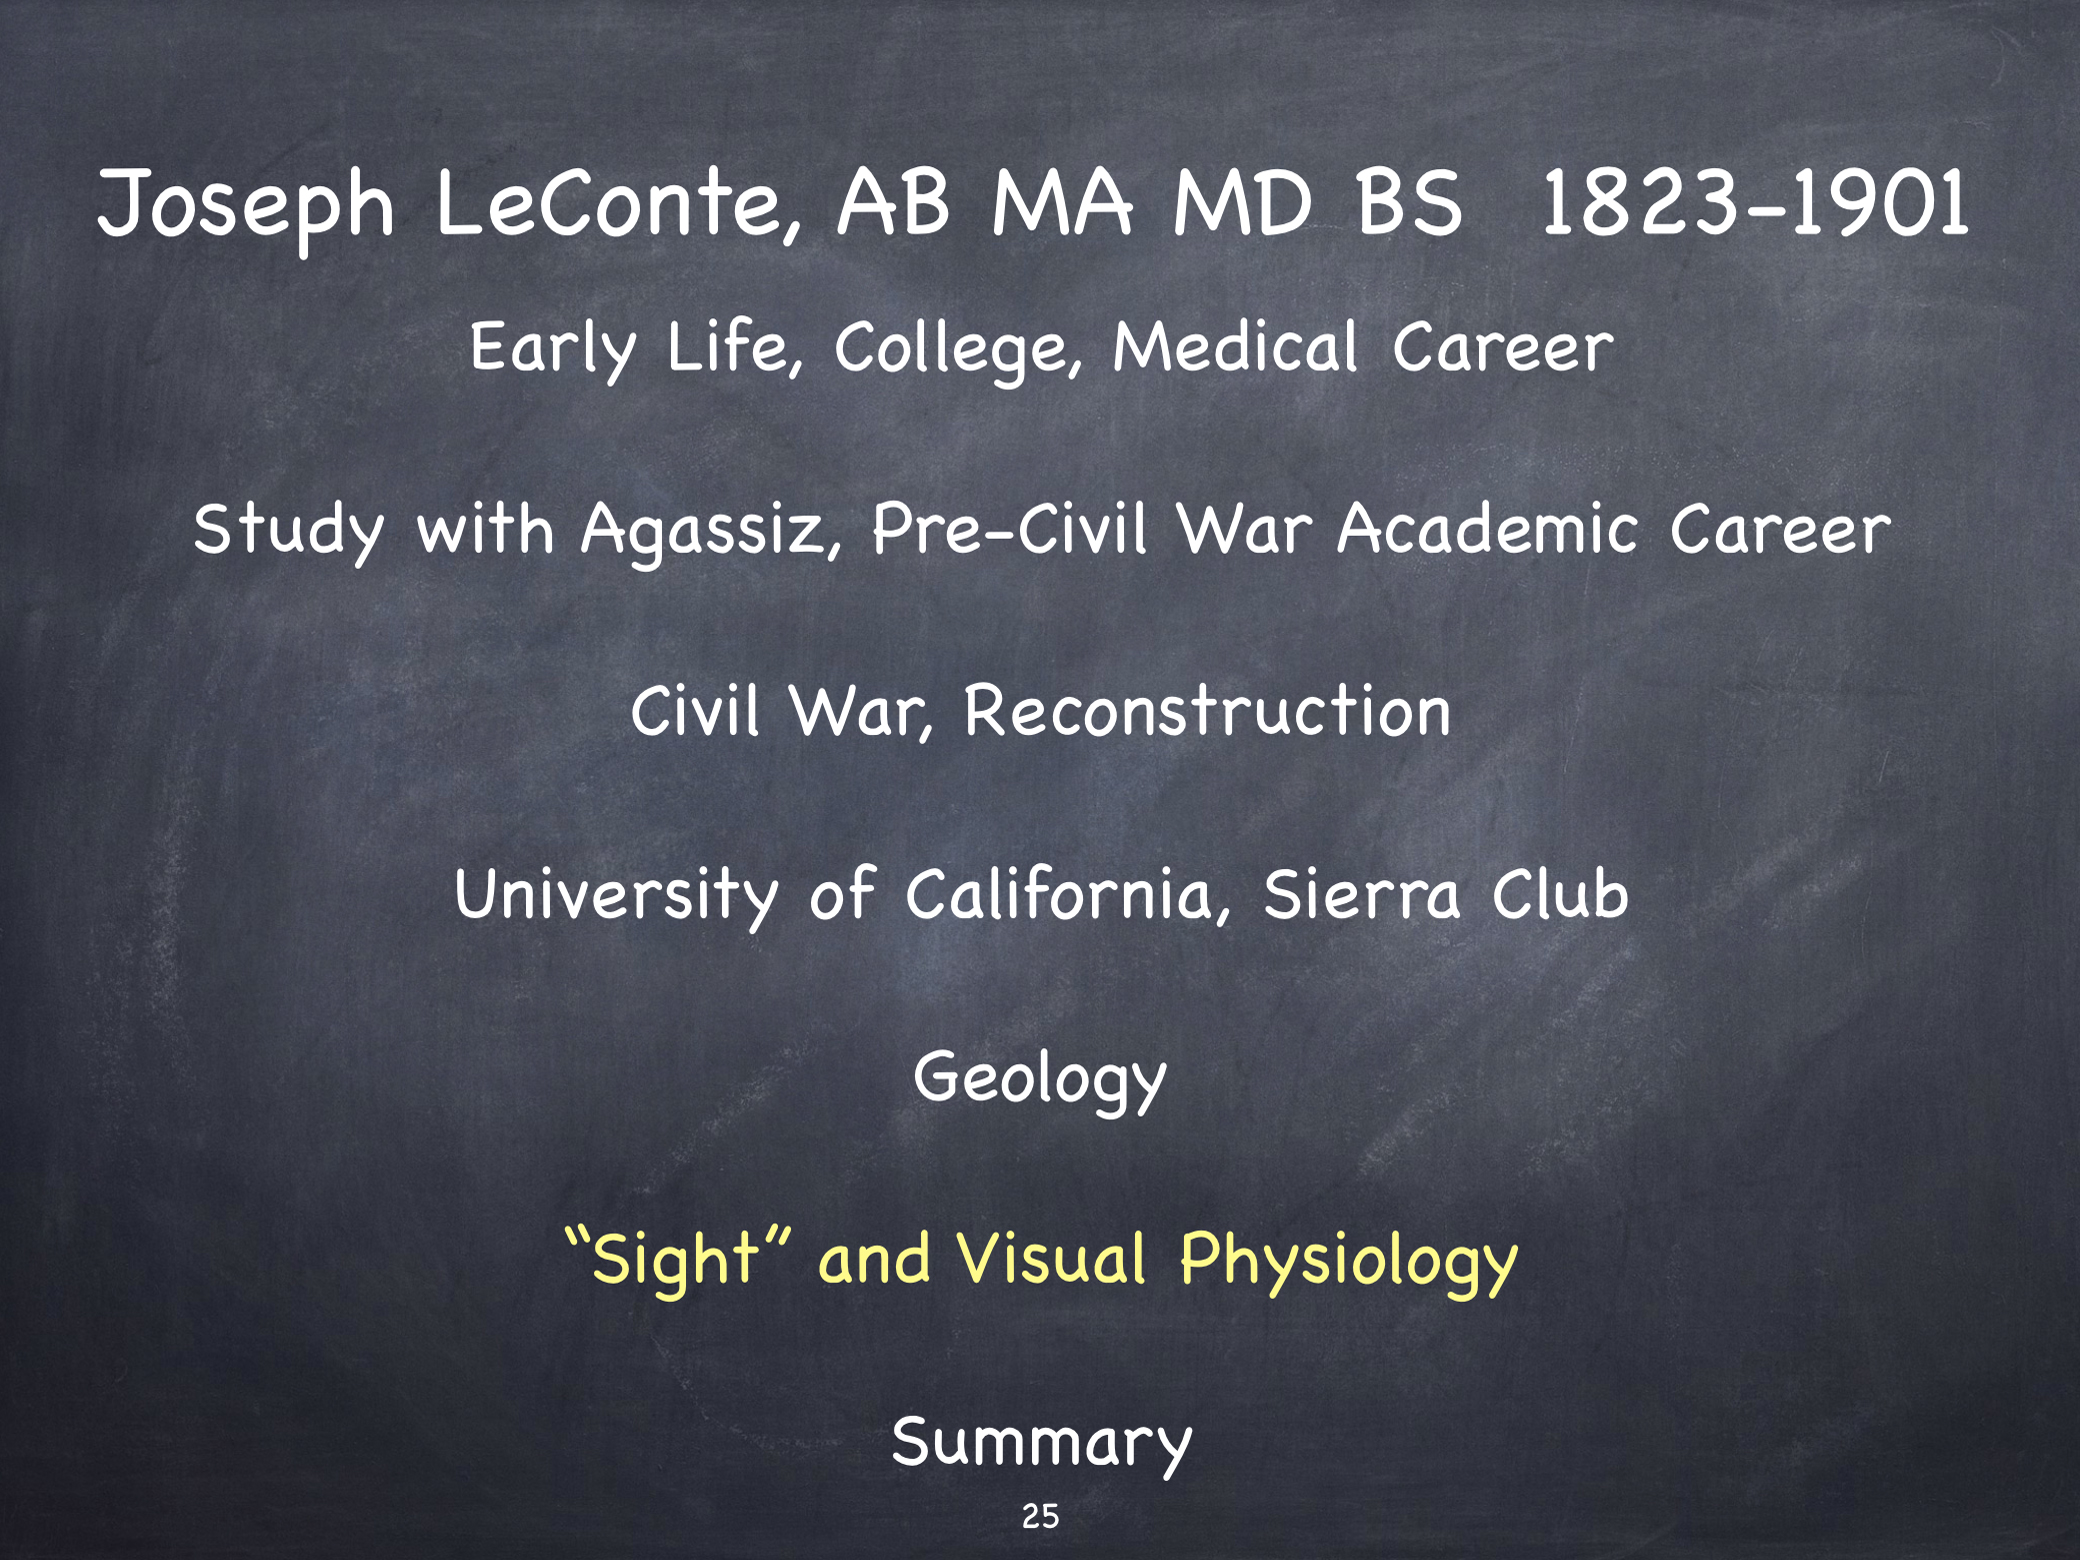 Joseph LeConte, AB MA MD BS 1823-1901
Early Life, College, Medical Career
Study with Agassiz, Pre-Civil War Academic Career
Civil War, Reconstruction
University of California, Sierra Club
Geology
“Sight” and Visual Physiology
Summary
25